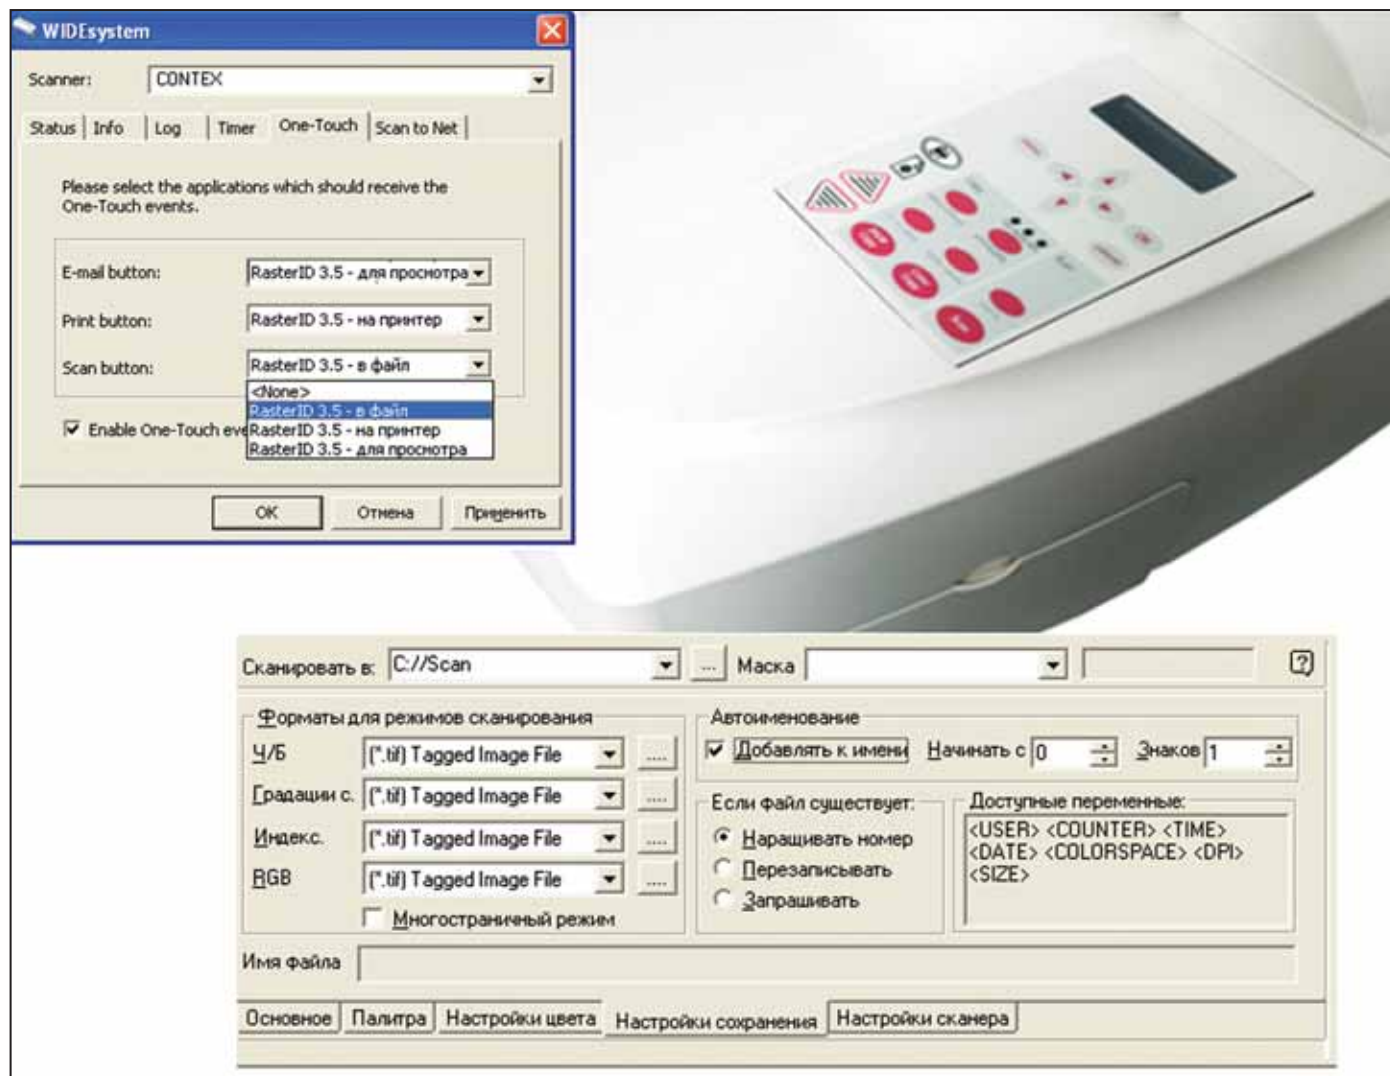 WIDEsystem
Scanner: CONTEX
Status Info Log Timer One-Touch Scan to Net
Please select the applications which should receive the
One-Touch events.
E-mail button: RasterID 3.5 - для просмотра
Print button: RasterID 3.5 - на принтер
Scan button: RasterID 3.5 - в файл
<None>
RasterID 3.5 - в файл
Enable One-Touch eve RasterID 3.5 - на принтер
RasterID 3.5 - для просмотра
OK Отмена Применить
Сканировать в: C://Scan ... Маска
Форматы для режимов сканирования Автоименование
Ч/Б (*.tif) Tagged Image File .... Добавлять к имени Начинать с 0 Знаков 1
Градации с. (*.tif) Tagged Image File .... Если файл существует: Доступные переменные:
Индекс. (*.tif) Tagged Image File .... Наращивать номер <USER> <COUNTER> <TIME>
RGB (*.tif) Tagged Image File .... Перезаписывать <DATE> <COLORSPACE> <DPI>
Многостраничный режим Запрашивать <SIZE>
Имя файла
Основное Палитра Настройки цвета Настройки сохранения Настройки сканера